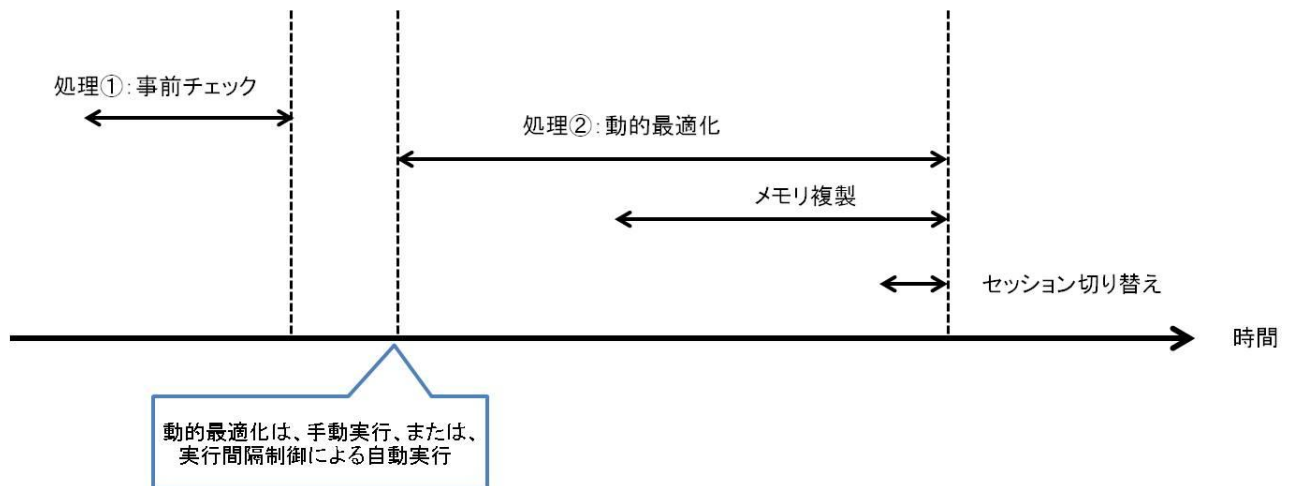 処理①:事前チェック
処理②:動的最適化
メモリ複製
セッション切り替え
時間
動的最適化は、手動実行、または、
実行間隔制御による自動実行